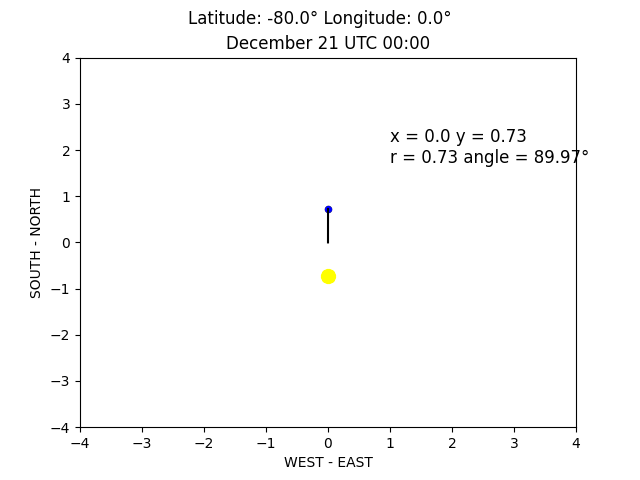 Latitude: -80.0° Longitude: 0.0°
December 21 UTC 00:00
4
3
2
1
0
−1
−2
−3
−4
SOUTH - NORTH
x = 0.0 y = 0.73
r = 0.73 angle = 89.97°
−4 −3 −2 −1 0 1 2 3 4
WEST - EAST